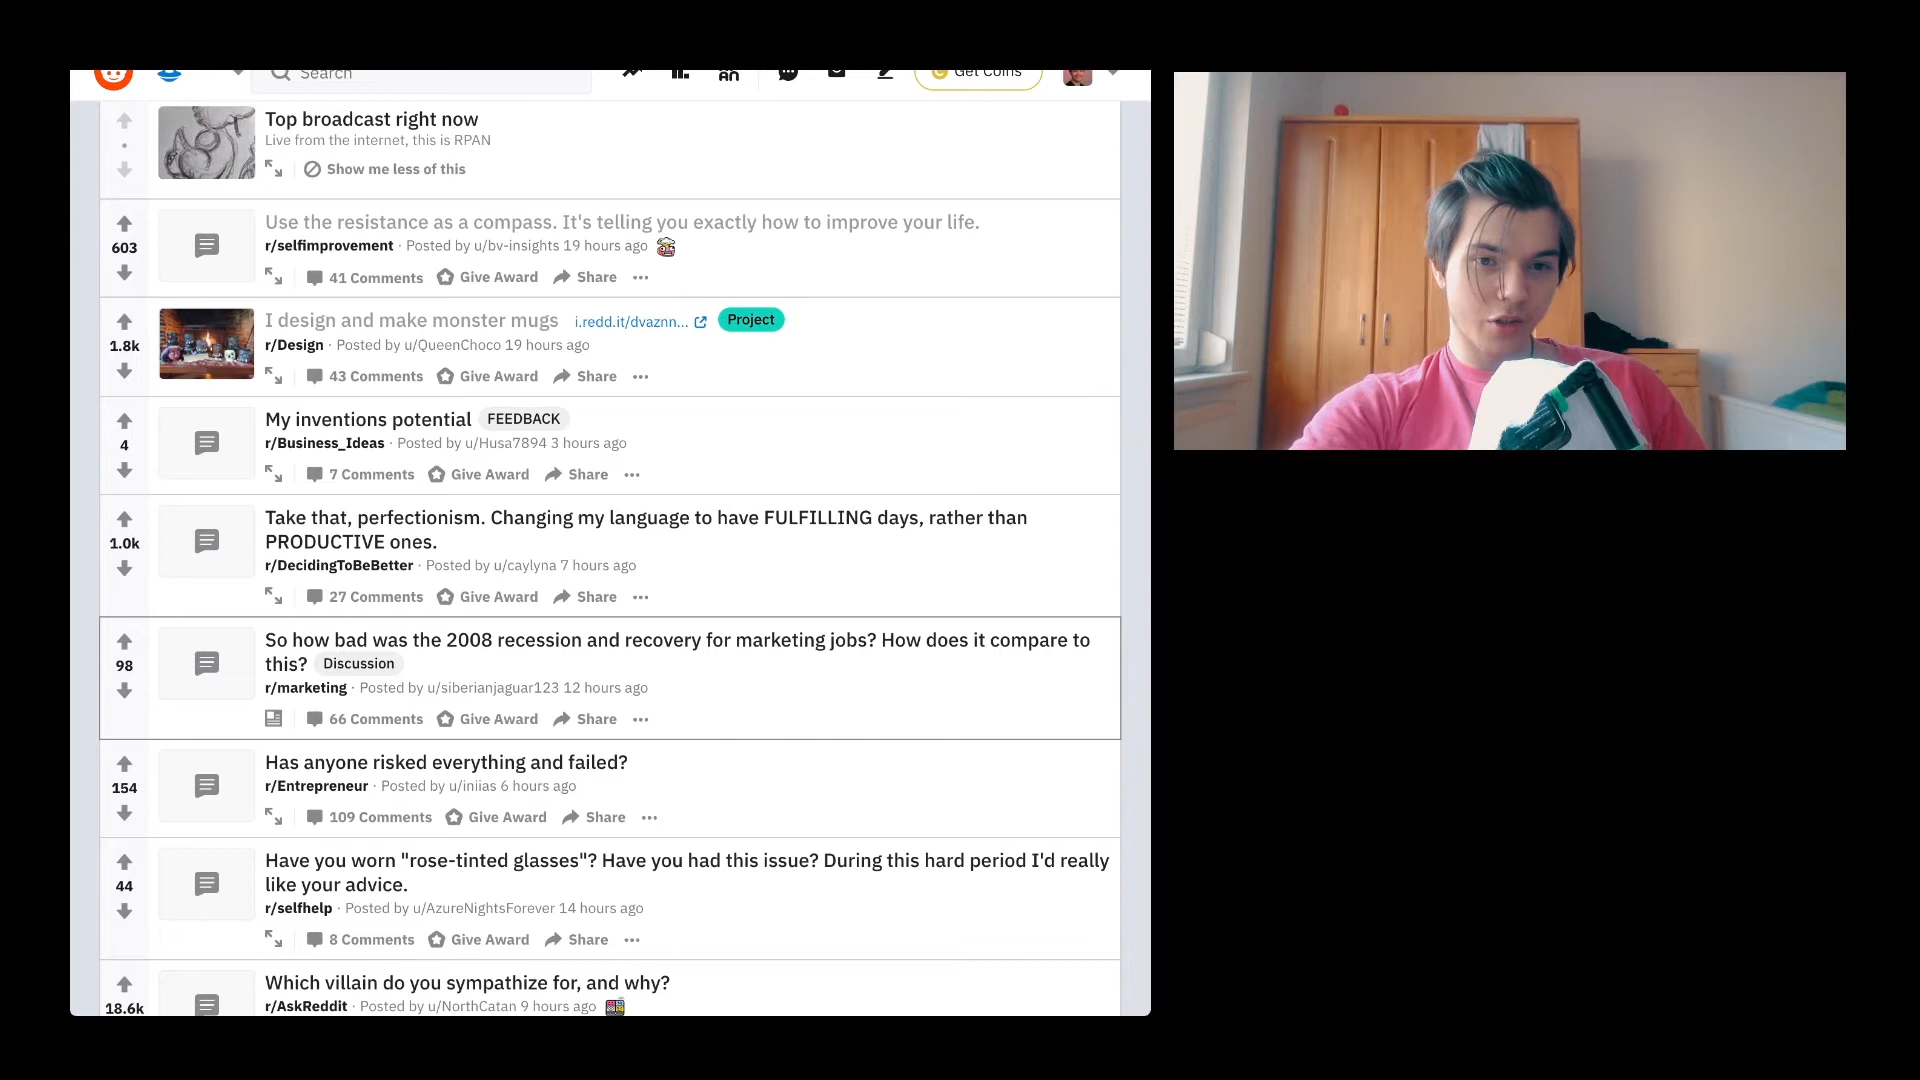 Search
Get Coins
Top broadcast right now
Live from the internet, this is RPAN
Show me less of this
603
Use the resistance as a compass. It's telling you exactly how to improve your life.
r/selfimprovement · Posted by u/bv-insights 19 hours ago
41 Comments Give Award Share
1.8k
I design and make monster mugs i.redd.it/dvaznn... Project
r/Design · Posted by u/QueenChoco 19 hours ago
43 Comments Give Award Share
4
My inventions potential FEEDBACK
r/Business_Ideas · Posted by u/Husa7894 3 hours ago
7 Comments Give Award Share
1.0k
Take that, perfectionism. Changing my language to have FULFILLING days, rather than
PRODUCTIVE ones.
r/DecidingToBeBetter · Posted by u/caylyna 7 hours ago
27 Comments Give Award Share
98
So how bad was the 2008 recession and recovery for marketing jobs? How does it compare to
this? Discussion
r/marketing · Posted by u/siberianjaguar123 12 hours ago
66 Comments Give Award Share
154
Has anyone risked everything and failed?
r/Entrepreneur · Posted by u/iniias 6 hours ago
109 Comments Give Award Share
44
Have you worn "rose-tinted glasses"? Have you had this issue? During this hard period I'd really
like your advice.
r/selfhelp · Posted by u/AzureNightsForever 14 hours ago
8 Comments Give Award Share
18.6k
Which villain do you sympathize for, and why?
r/AskReddit · Posted by u/NorthCatan 9 hours ago